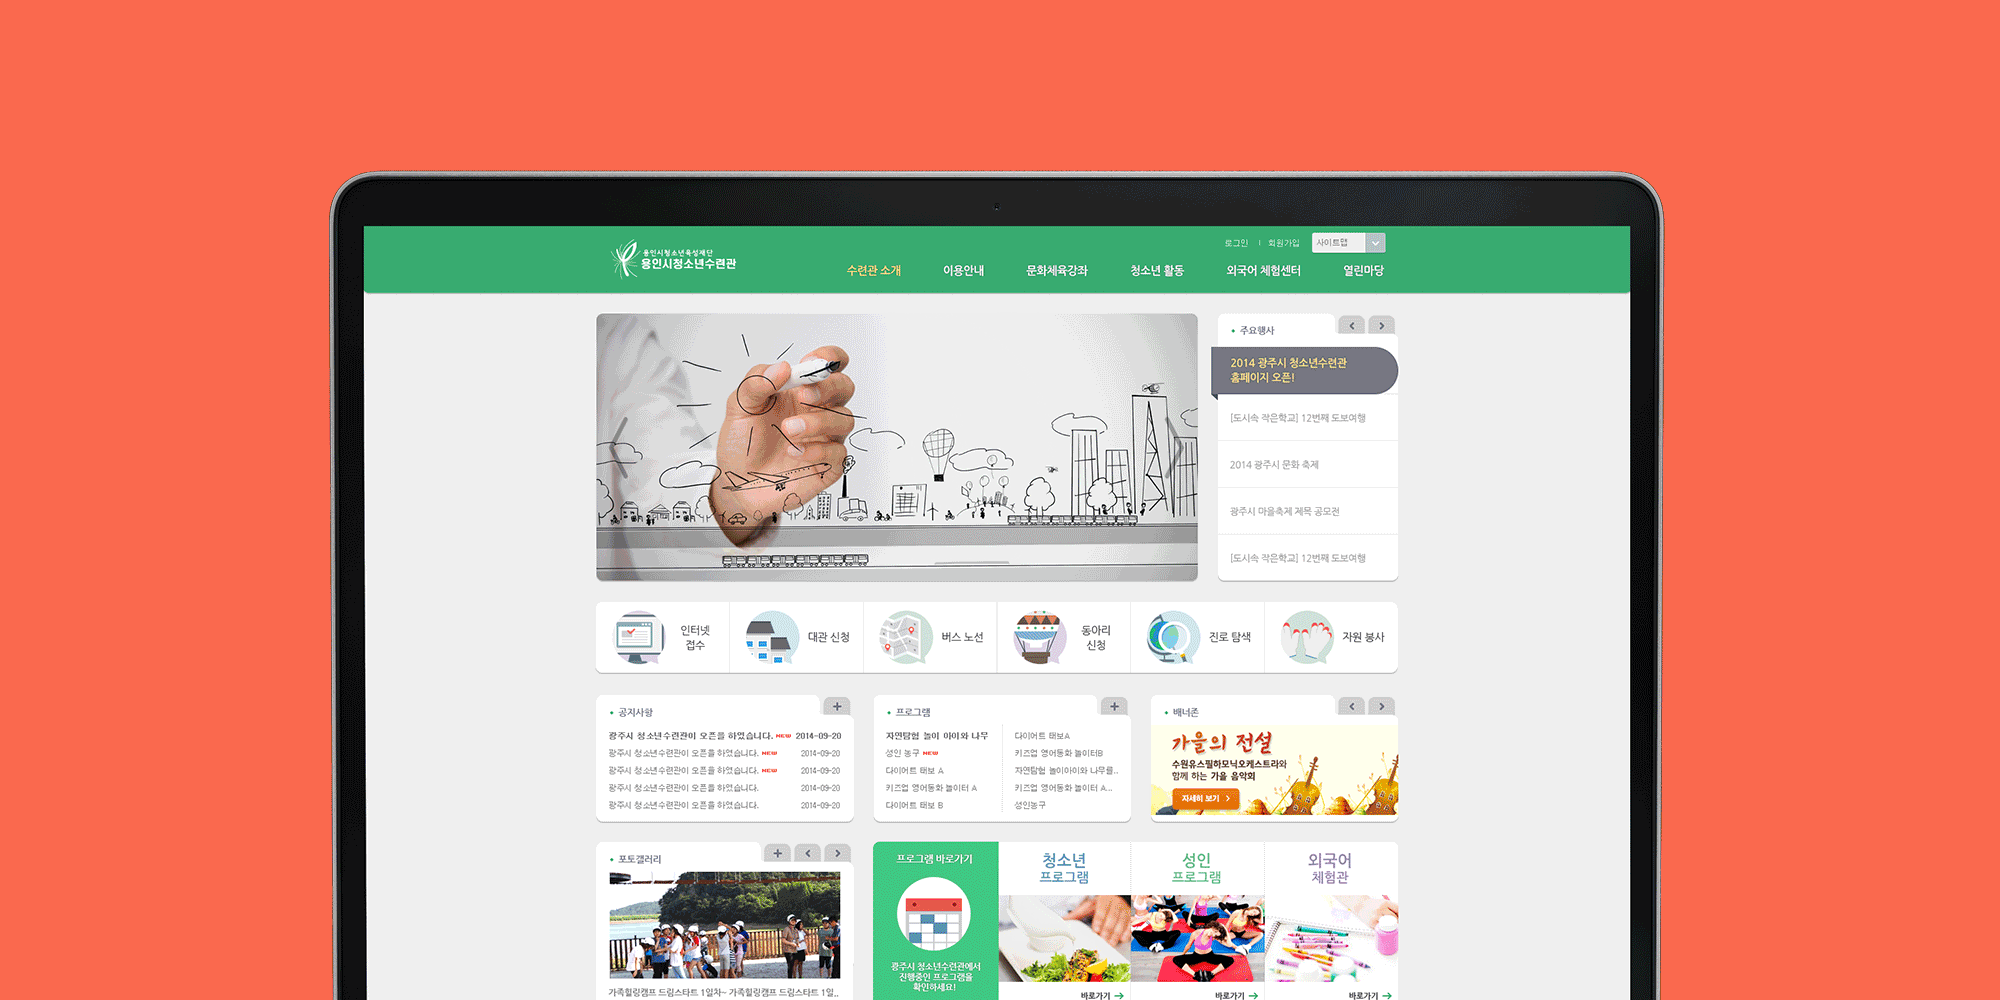 용인시청소년육성재단
용인시청소년수련관
로그인 | 회원가입
사이트맵
수련관 소개
이용안내
문화체육강좌
청소년 활동
외국어 체험센터
열린마당
주요행사
2014 광주시 청소년수련관
홈페이지 오픈!
[도시속 작은학교] 12번째 도보여행
2014 광주시 문화 축제
광주시 마을축제 제목 공모전
[도시속 작은학교] 12번째 도보여행
인터넷
접수
대관 신청
버스 노선
동아리
신청
진로 탐색
자원 봉사
공지사항
광주시 청소년수련관이 오픈을 하였습니다. NEW 2014-09-20
광주시 청소년수련관이 오픈을 하였습니다. NEW 2014-09-20
광주시 청소년수련관이 오픈을 하였습니다. NEW 2014-09-20
광주시 청소년수련관이 오픈을 하였습니다. 2014-09-20
광주시 청소년수련관이 오픈을 하였습니다. 2014-09-20
프로그램
자연탐험 놀이 아이와 나무
성인 농구 NEW
다이어트 태보 A
키즈업 영어동화 놀이터 A
다이어트 태보 B
다이어트 태보A
키즈업 영어동화 놀이터B
자연탐험 놀이아이와 나무를..
키즈업 영어동화 놀이터 A...
성인농구
배너존
가을의 전설
수원유스필하모닉오케스트라와
함께 하는 가을 음악회
자세히 보기
포토갤러리
가족힐링캠프 드림스타트 1일차~ 가족힐링캠프 드림스타트 1일..
프로그램 바로가기
광주시 청소년수련관에서
진행중인 프로그램을
확인하세요!
청소년
프로그램
바로가기
성인
프로그램
바로가기
외국어
체험관
바로가기